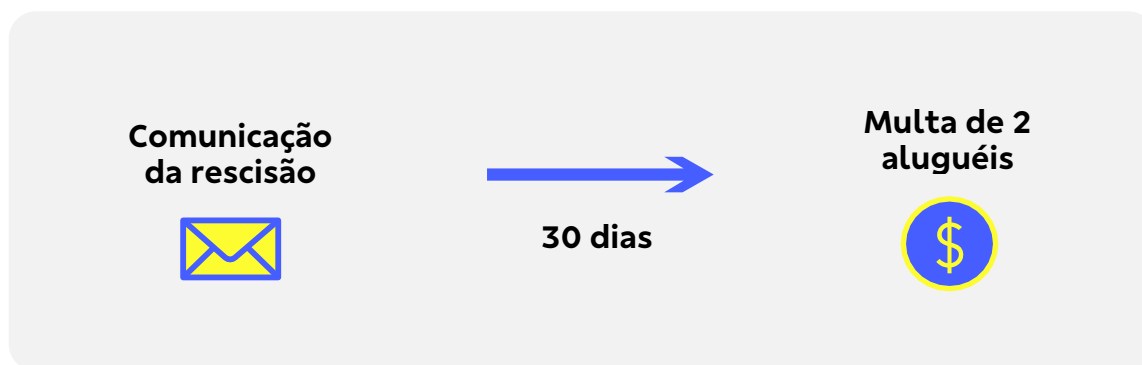 Comunicação
da rescisão
30 dias
Multa de 2
aluguéis
$